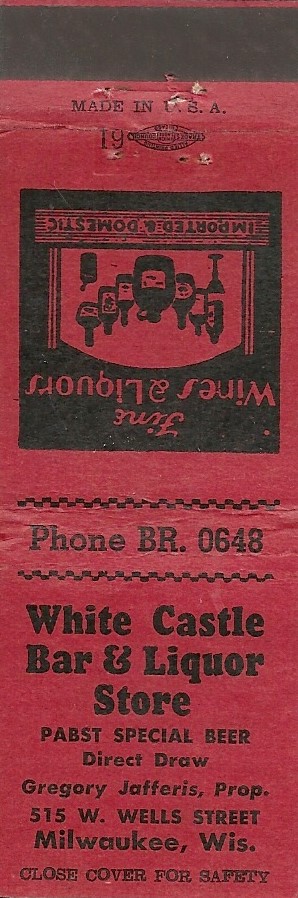 MADE IN U. S. A.
19
Fine
Wines & Liquors
IMPORTED & DOMESTIC
Phone BR. 0648
White Castle
Bar & Liquor
Store
PABST SPECIAL BEER
Direct Draw
Gregory Jafferis, Prop.
515 W. WELLS STREET
Milwaukee, Wis.
CLOSE COVER FOR SAFETY